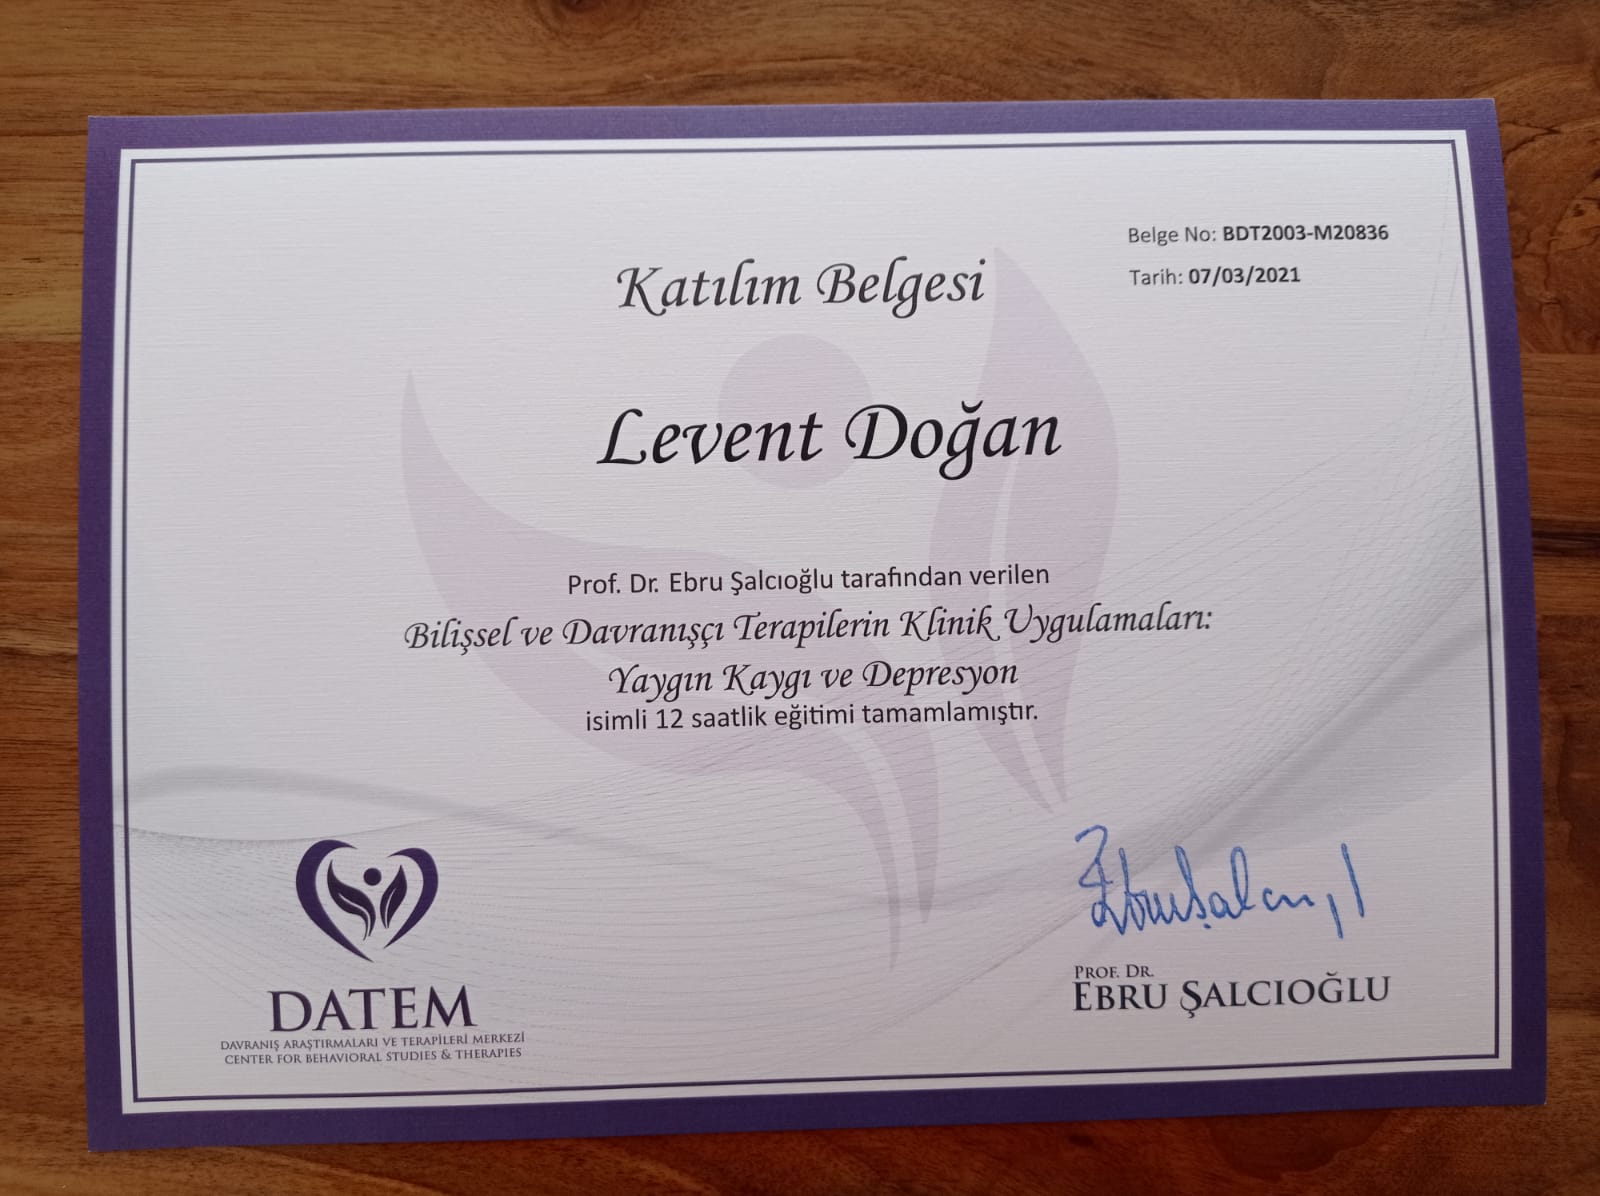 Belge No: BDT2003-M20836
Tarih: 07/03/2021
Katılım Belgesi
Levent Doğan
Prof. Dr. Ebru Şalcıoğlu tarafından verilen
Bilişsel ve Davranışçı Terapilerin Klinik Uygulamaları:
Yaygın Kaygı ve Depresyon
isimli 12 saatlik eğitimi tamamlamıştır.
DATEM
DAVRANIŞ ARAŞTIRMALARI VE TERAPİLERİ MERKEZİ
CENTER FOR BEHAVIORAL STUDIES & THERAPIES
Ebru Şalcıoğlu
PROF. DR.
EBRU ŞALCIOĞLU